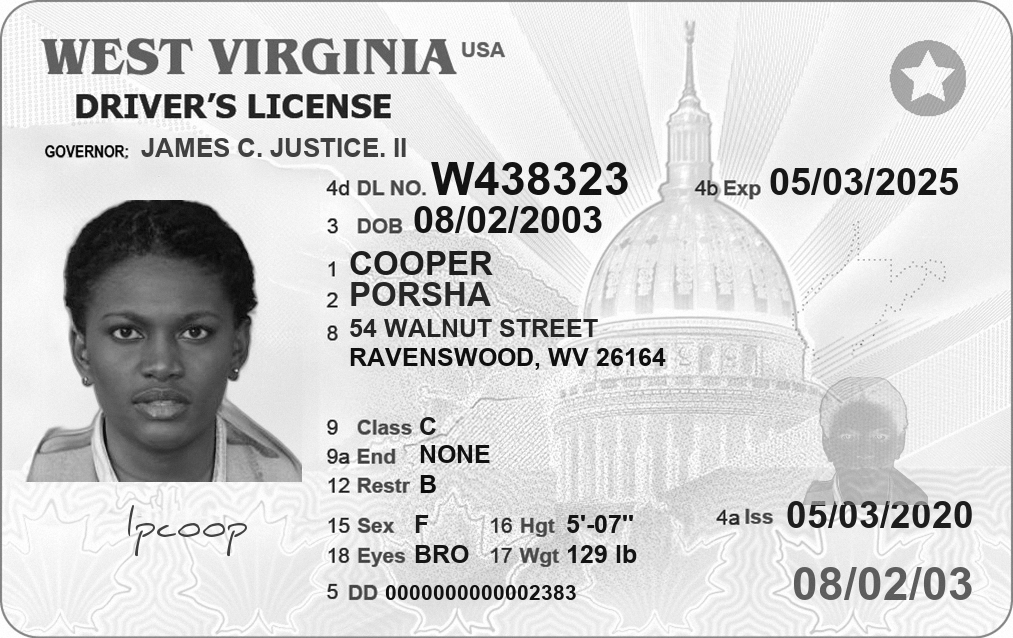 WEST VIRGINIA USA
DRIVER'S LICENSE
GOVERNOR: JAMES C. JUSTICE. II
4d DL NO. W438323 4b Exp 05/03/2025
3 DOB 08/02/2003
1 COOPER
2 PORSHA
8 54 WALNUT STREET
RAVENSWOOD, WV 26164
9 Class C
9a End NONE
12 Restr B
15 Sex F 16 Hgt 5'-07"
4a Iss 05/03/2020
18 Eyes BRO 17 Wgt 129 lb
5 DD 0000000000002383
08/02/03
lpcoop